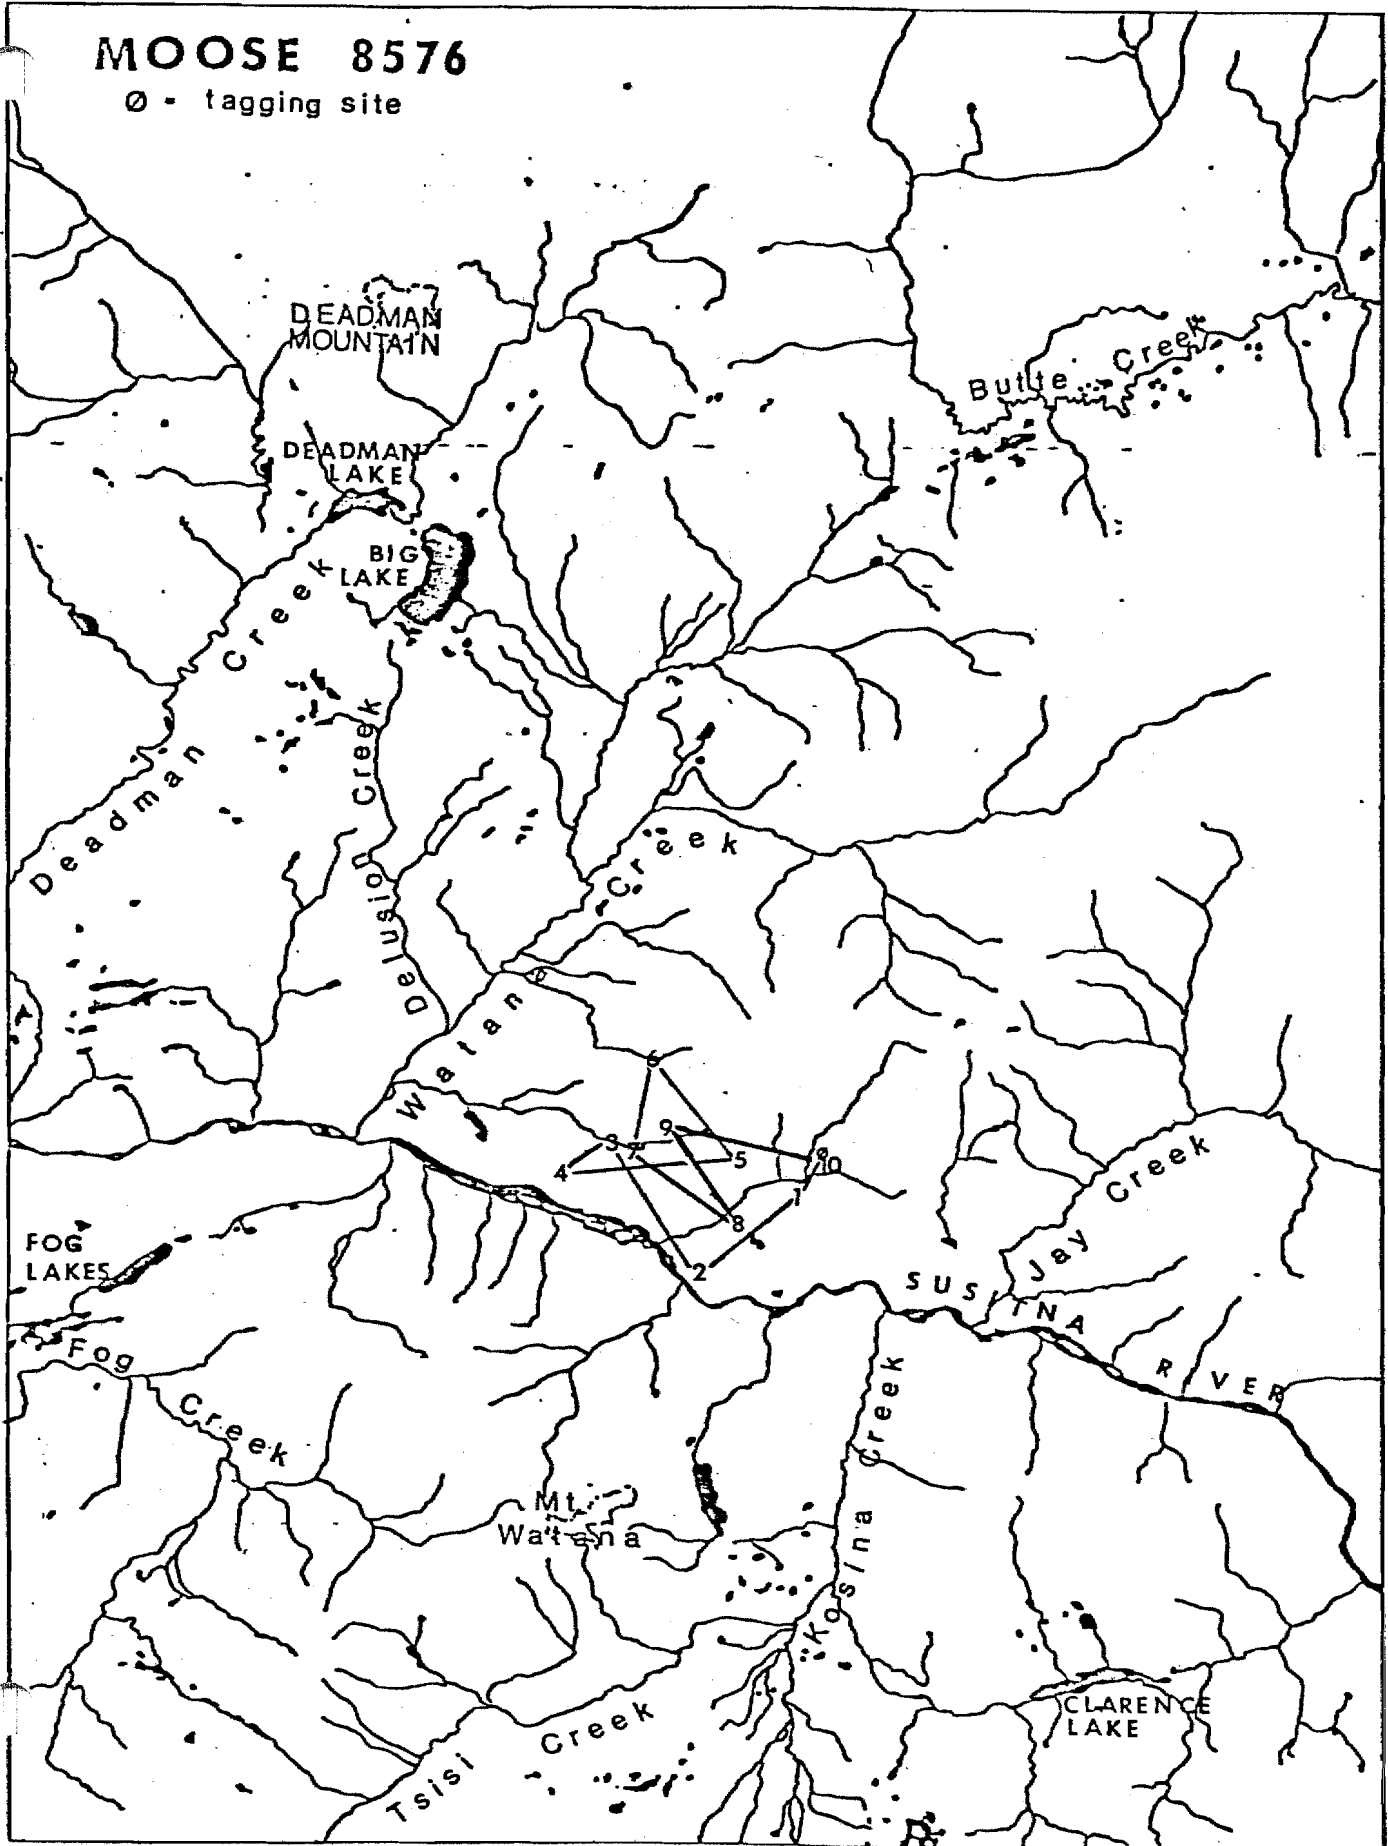 MOOSE 8576
Ø - tagging site
DEADMAN
MOUNTAIN
Butte Creek
DEADMAN
LAKE
BIG
LAKE
Deadman Creek
Delusion Creek
Watana Creek
6
9
3 7
4
5
10
1
8
2
FOG
LAKES
Jay Creek
SUSITNA RIVER
Fog Creek
Kosina Creek
Mt.
Watana
CLARENCE
LAKE
Tsisi Creek